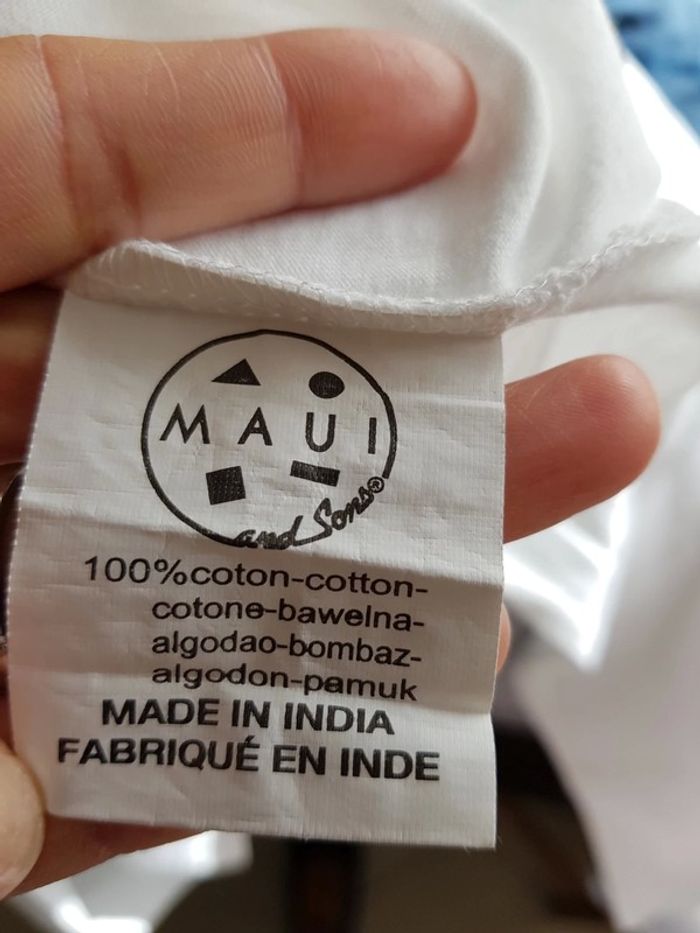 MAUI
and Sons®
100%coton-cotton-
cotone-bawelna-
algodao-bombaz-
algodon-pamuk
MADE IN INDIA
FABRIQUÉ EN INDE